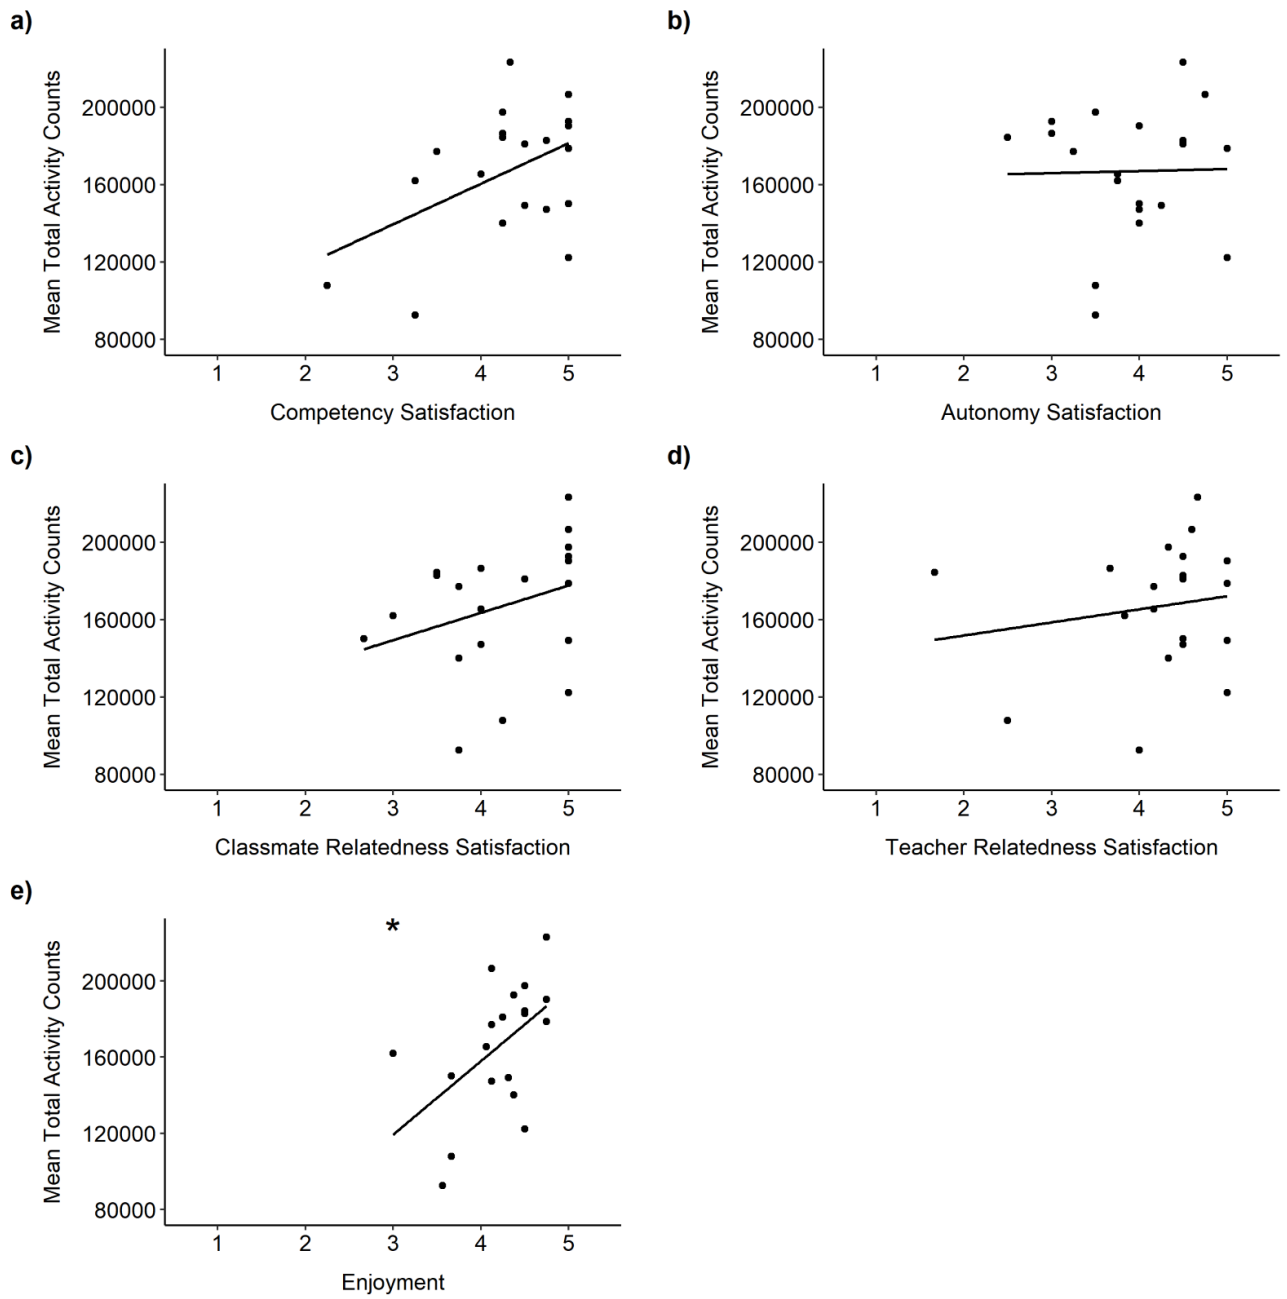 a)
Mean Total Activity Counts
200000
160000
120000
80000
1 2 3 4 5
Competency Satisfaction
b)
Mean Total Activity Counts
200000
160000
120000
80000
1 2 3 4 5
Autonomy Satisfaction
c)
Mean Total Activity Counts
200000
160000
120000
80000
1 2 3 4 5
Classmate Relatedness Satisfaction
d)
Mean Total Activity Counts
200000
160000
120000
80000
1 2 3 4 5
Teacher Relatedness Satisfaction
e)
*
Mean Total Activity Counts
200000
160000
120000
80000
1 2 3 4 5
Enjoyment